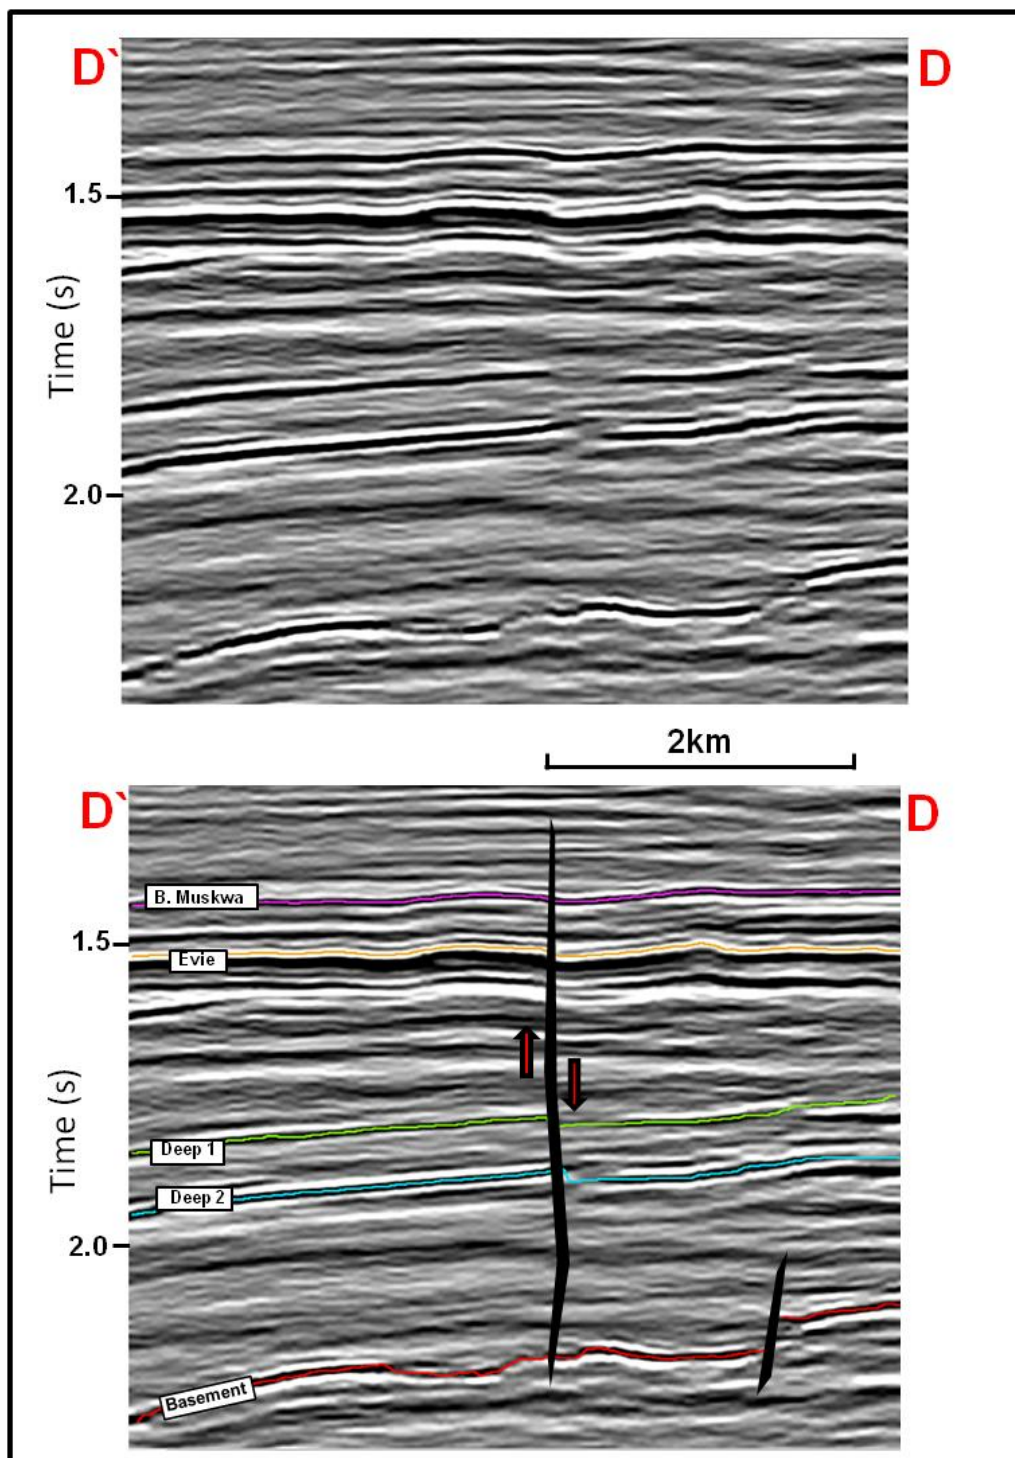 D` D
1.5
Time (s)
2.0
2km
D` D
B. Muskwa
1.5
Evie
Time (s)
Deep 1
Deep 2
2.0
Basement